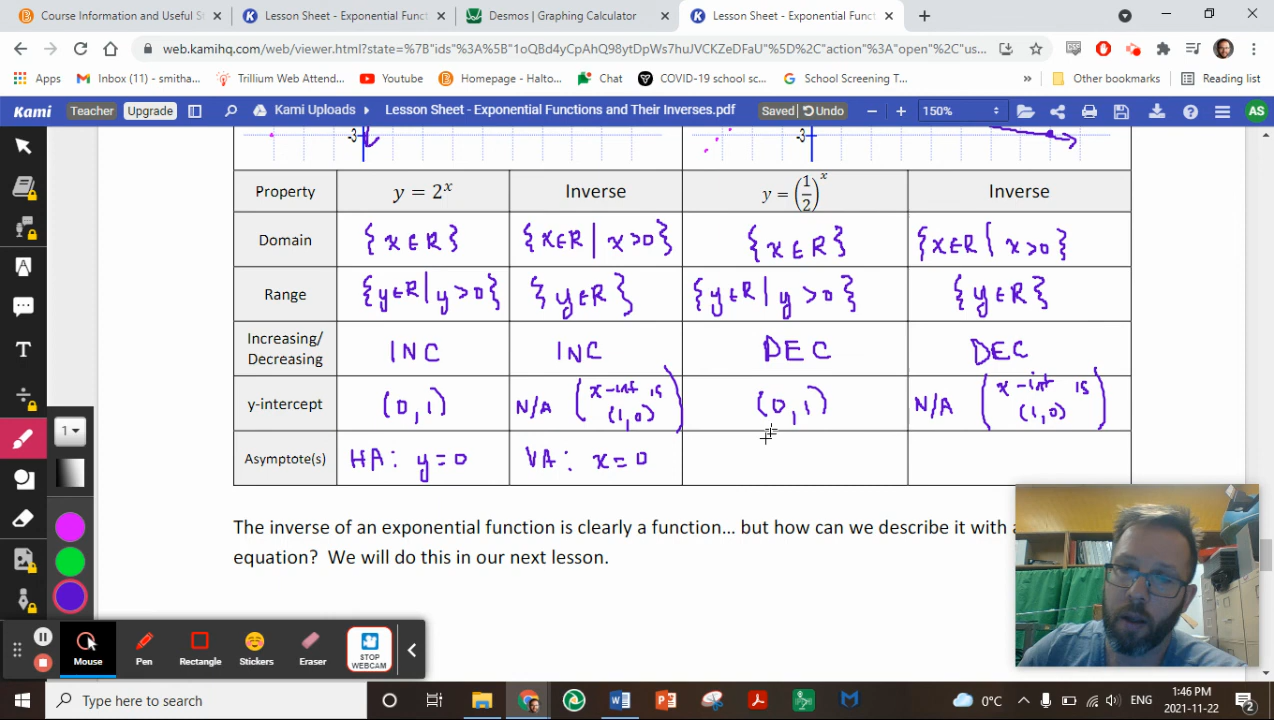 Course Information and Useful S
Lesson Sheet - Exponential Funct
Desmos | Graphing Calculator
Lesson Sheet - Exponential Funct
web.kamihq.com/web/viewer.html?state=%7B"ids"%3A%5B"1oQBd4yCpAhQ98ytDpWs7huJVCKZeDFaU"%5D%2C"action"%3A"open"%2C"us...
Apps
Inbox (11) - smitha...
Trillium Web Attend...
Youtube
Homepage - Halto...
Chat
COVID-19 school sc...
School Screening T...
»
Other bookmarks
Reading list
Kami
Teacher
Upgrade
Kami Uploads
Lesson Sheet - Exponential Functions and Their Inverses.pdf
Saved
Undo
150%
AS
-3
-3
Property y = 2^x Inverse y = (1/2)^x Inverse
Domain {x∈R} {x∈R | x>0} {x∈R} {x∈R | x>0}
Range {y∈R | y>0} {y∈R} {y∈R | y>0} {y∈R}
Increasing/
Decreasing INC INC DEC DEC
y-intercept (0,1) N/A (x-int is (1,0)) (0,1) N/A (x-int is (1,0))
Asymptote(s) HA: y=0 VA: x=0
The inverse of an exponential function is clearly a function... but how can we describe it with
equation? We will do this in our next lesson.
1
Mouse
Pen
Rectangle
Stickers
Eraser
STOP
WEBCAM
Type here to search
0°C
ENG
1:46 PM
2021-11-22
2